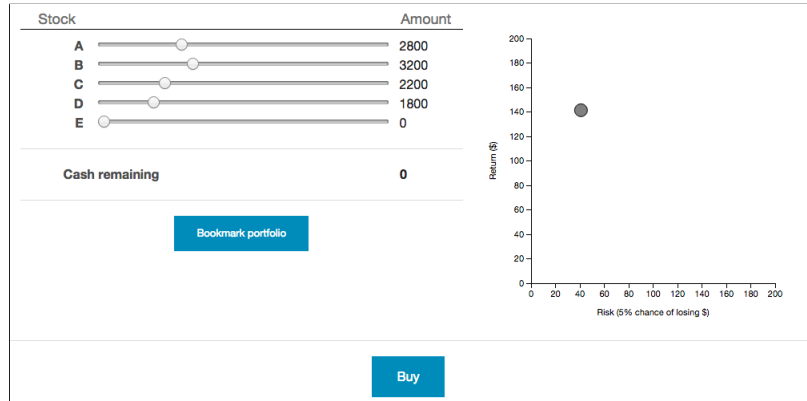 Stock Amount
A 2800
B 3200
C 2200
D 1800
E 0
Cash remaining 0
Bookmark portfolio
200
180
160
140
120
100
80
60
40
20
0
Return ($)
0 20 40 60 80 100 120 140 160 180 200
Risk (5% chance of losing $)
Buy